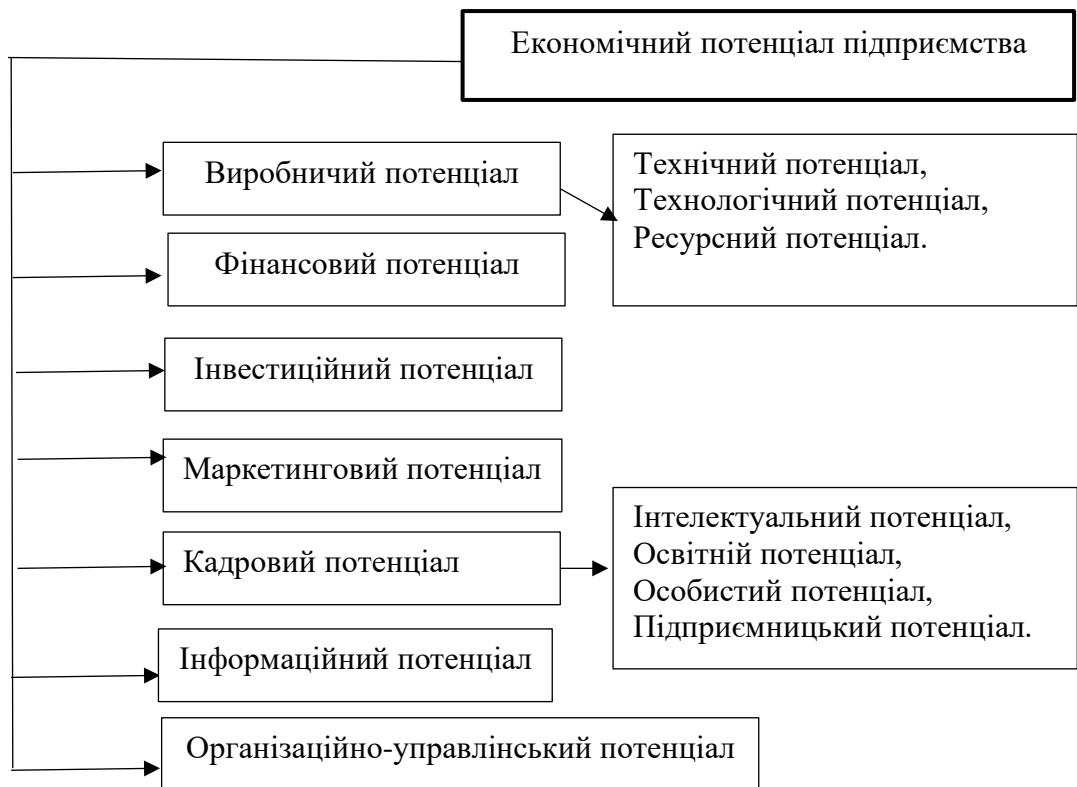 Економічний потенціал підприємства
Виробничий потенціал
Технічний потенціал,
Технологічний потенціал,
Ресурсний потенціал.
Фінансовий потенціал
Інвестиційний потенціал
Маркетинговий потенціал
Кадровий потенціал
Інтелектуальний потенціал,
Освітній потенціал,
Особистий потенціал,
Підприємницький потенціал.
Інформаційний потенціал
Організаційно-управлінський потенціал